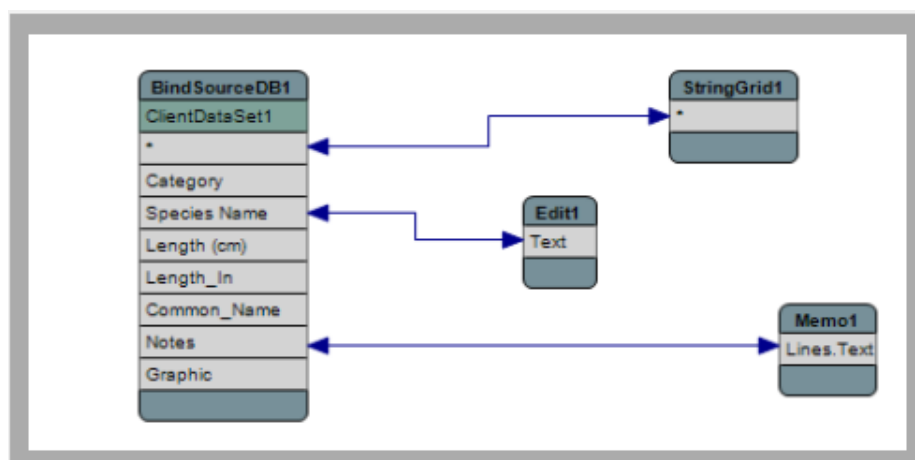 BindSourceDB1
ClientDataSet1
*
Category
Species Name
Length (cm)
Length_In
Common_Name
Notes
Graphic
StringGrid1
*
Edit1
Text
Memo1
Lines.Text